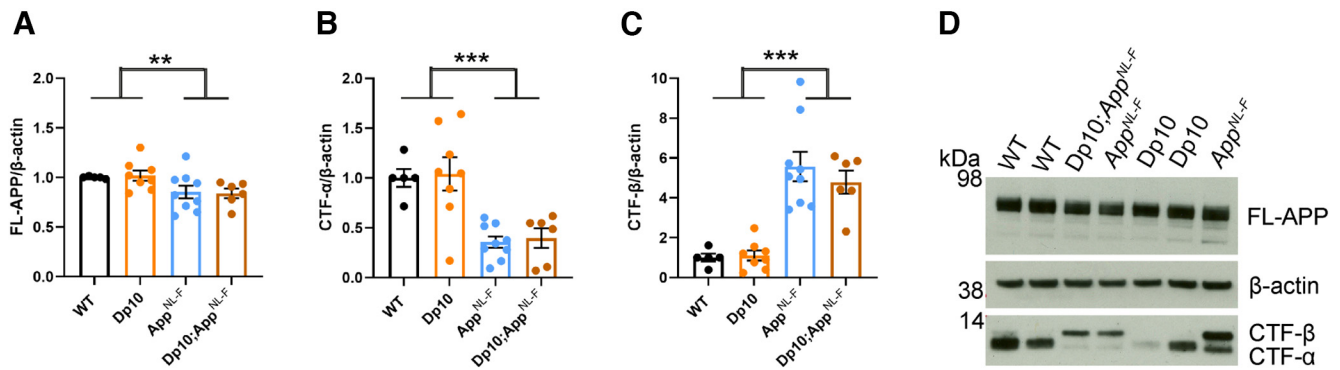 A
**
2.0
1.5
1.0
0.5
0.0
FL-APP/β-actin
WT
Dp10
App^NL-F
Dp10;App^NL-F
B
***
2.0
1.5
1.0
0.5
0.0
CTF-α/β-actin
WT
Dp10
App^NL-F
Dp10;App^NL-F
C
***
10
8
6
4
2
0
CTF-β/β-actin
WT
Dp10
App^NL-F
Dp10;App^NL-F
D
WT
WT
Dp10;App^NL-F
App^NL-F
Dp10
Dp10
App^NL-F
kDa
98
FL-APP
38
β-actin
14
CTF-β
CTF-α